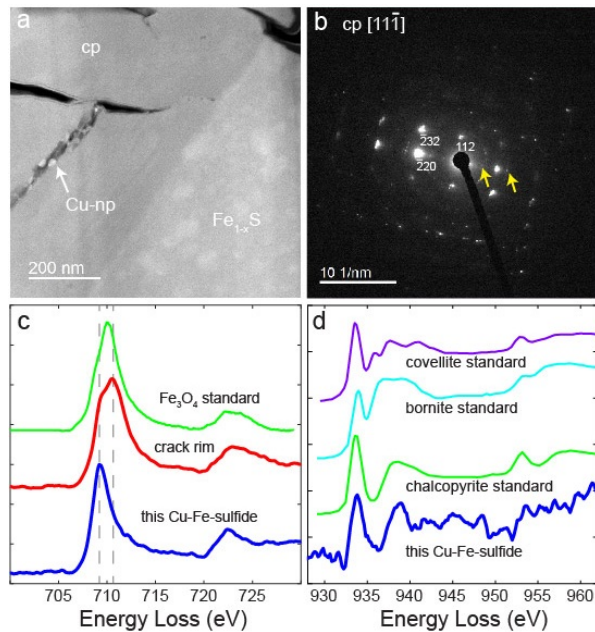 a
cp
Cu-np
Fe₁₋ₓS
200 nm
b cp [111̄]
232
112
220
10 1/nm
c
Fe₃O₄ standard
crack rim
this Cu-Fe-sulfide
705 710 715 720 725
Energy Loss (eV)
d
covellite standard
bornite standard
chalcopyrite standard
this Cu-Fe-sulfide
930 935 940 945 950 955 960
Energy Loss (eV)